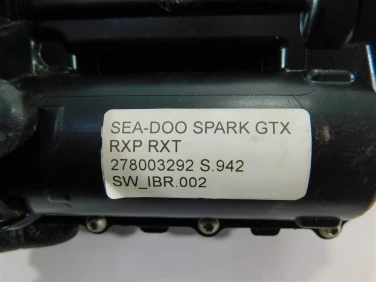 SEA-DOO SPARK GTX
RXP RXT
278003292 S.942
SW_IBR.002